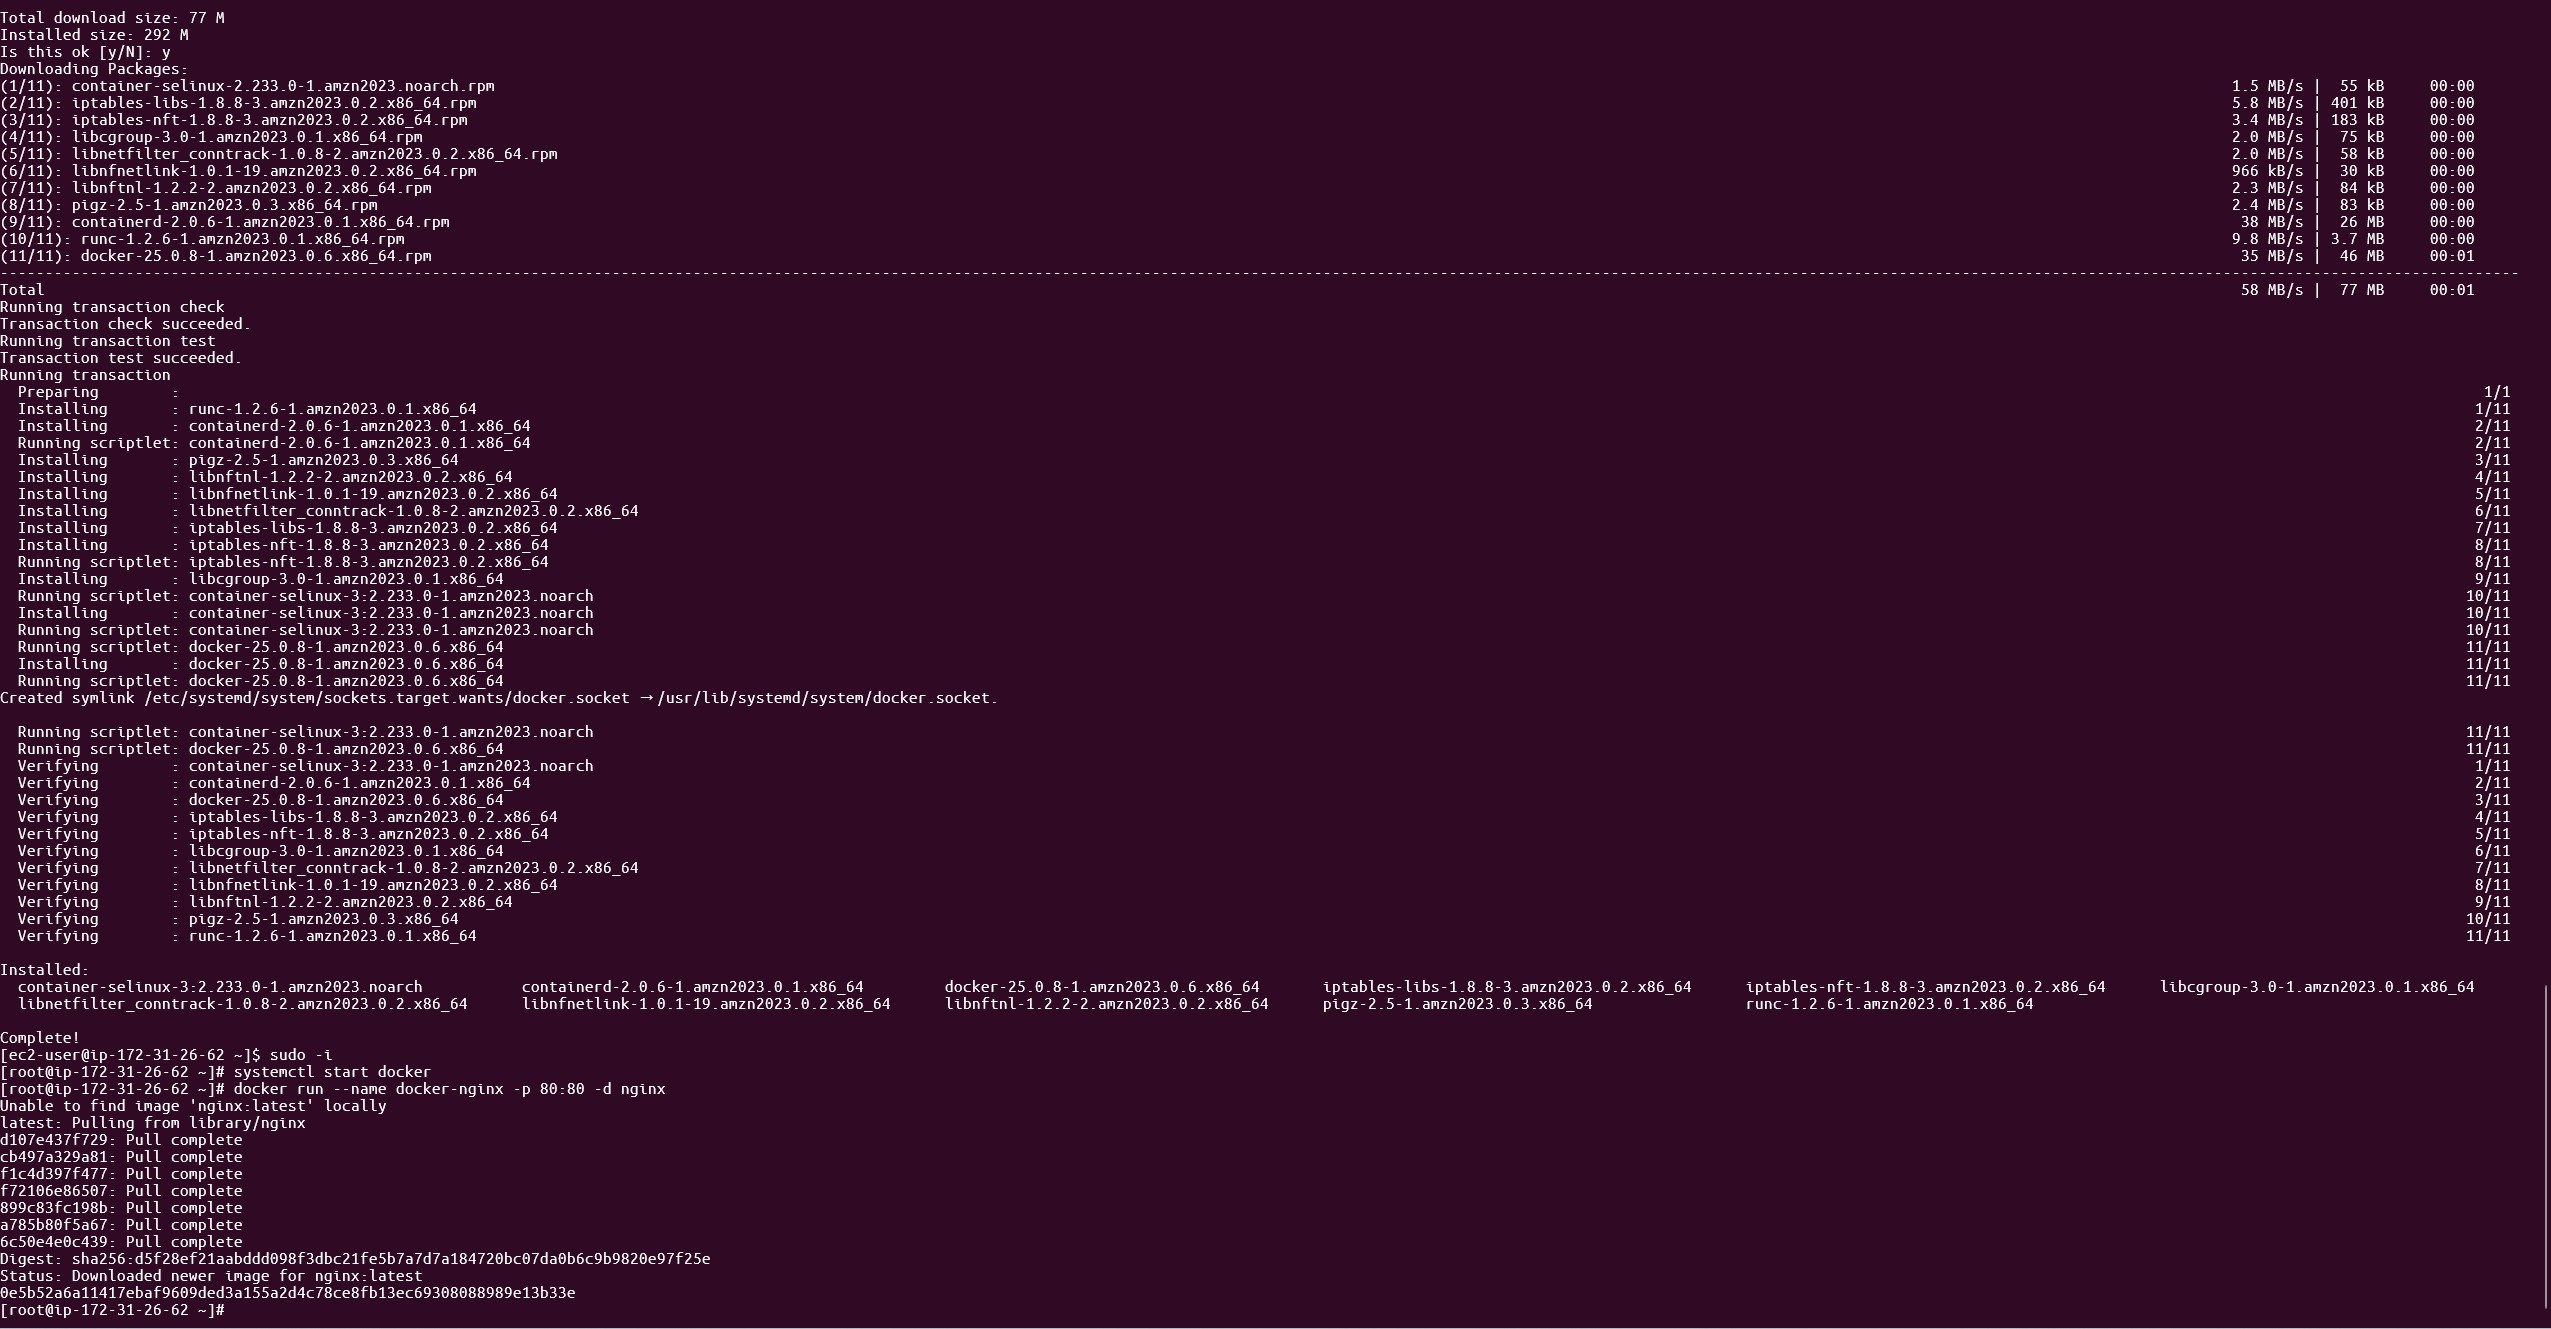 Total download size: 77 M
Installed size: 292 M
Is this ok [y/N]: y
Downloading Packages:
(1/11): container-selinux-2.233.0-1.amzn2023.noarch.rpm 1.5 MB/s | 55 kB 00:00
(2/11): iptables-libs-1.8.8-3.amzn2023.0.2.x86_64.rpm 5.8 MB/s | 401 kB 00:00
(3/11): iptables-nft-1.8.8-3.amzn2023.0.2.x86_64.rpm 3.4 MB/s | 183 kB 00:00
(4/11): libcgroup-3.0-1.amzn2023.0.1.x86_64.rpm 2.0 MB/s | 75 kB 00:00
(5/11): libnetfilter_conntrack-1.0.8-2.amzn2023.0.2.x86_64.rpm 2.0 MB/s | 58 kB 00:00
(6/11): libnfnetlink-1.0.1-19.amzn2023.0.2.x86_64.rpm 966 kB/s | 30 kB 00:00
(7/11): libnftnl-1.2.2-2.amzn2023.0.2.x86_64.rpm 2.3 MB/s | 84 kB 00:00
(8/11): pigz-2.5-1.amzn2023.0.3.x86_64.rpm 2.4 MB/s | 83 kB 00:00
(9/11): containerd-2.0.6-1.amzn2023.0.1.x86_64.rpm 38 MB/s | 26 MB 00:00
(10/11): runc-1.2.6-1.amzn2023.0.1.x86_64.rpm 9.8 MB/s | 3.7 MB 00:00
(11/11): docker-25.0.8-1.amzn2023.0.6.x86_64.rpm 35 MB/s | 46 MB 00:01
Total 58 MB/s | 77 MB 00:01
Running transaction check
Transaction check succeeded.
Running transaction test
Transaction test succeeded.
Running transaction
Preparing : 1/1
Installing : runc-1.2.6-1.amzn2023.0.1.x86_64 1/11
Installing : containerd-2.0.6-1.amzn2023.0.1.x86_64 2/11
Running scriptlet: containerd-2.0.6-1.amzn2023.0.1.x86_64 2/11
Installing : pigz-2.5-1.amzn2023.0.3.x86_64 3/11
Installing : libnftnl-1.2.2-2.amzn2023.0.2.x86_64 4/11
Installing : libnfnetlink-1.0.1-19.amzn2023.0.2.x86_64 5/11
Installing : libnetfilter_conntrack-1.0.8-2.amzn2023.0.2.x86_64 6/11
Installing : iptables-libs-1.8.8-3.amzn2023.0.2.x86_64 7/11
Installing : iptables-nft-1.8.8-3.amzn2023.0.2.x86_64 8/11
Running scriptlet: iptables-nft-1.8.8-3.amzn2023.0.2.x86_64 8/11
Installing : libcgroup-3.0-1.amzn2023.0.1.x86_64 9/11
Running scriptlet: container-selinux-3:2.233.0-1.amzn2023.noarch 10/11
Installing : container-selinux-3:2.233.0-1.amzn2023.noarch 10/11
Running scriptlet: container-selinux-3:2.233.0-1.amzn2023.noarch 10/11
Running scriptlet: docker-25.0.8-1.amzn2023.0.6.x86_64 11/11
Installing : docker-25.0.8-1.amzn2023.0.6.x86_64 11/11
Running scriptlet: docker-25.0.8-1.amzn2023.0.6.x86_64 11/11
Created symlink /etc/systemd/system/sockets.target.wants/docker.socket → /usr/lib/systemd/system/docker.socket.
Running scriptlet: container-selinux-3:2.233.0-1.amzn2023.noarch 11/11
Running scriptlet: docker-25.0.8-1.amzn2023.0.6.x86_64 11/11
Verifying : container-selinux-3:2.233.0-1.amzn2023.noarch 1/11
Verifying : containerd-2.0.6-1.amzn2023.0.1.x86_64 2/11
Verifying : docker-25.0.8-1.amzn2023.0.6.x86_64 3/11
Verifying : iptables-libs-1.8.8-3.amzn2023.0.2.x86_64 4/11
Verifying : iptables-nft-1.8.8-3.amzn2023.0.2.x86_64 5/11
Verifying : libcgroup-3.0-1.amzn2023.0.1.x86_64 6/11
Verifying : libnetfilter_conntrack-1.0.8-2.amzn2023.0.2.x86_64 7/11
Verifying : libnfnetlink-1.0.1-19.amzn2023.0.2.x86_64 8/11
Verifying : libnftnl-1.2.2-2.amzn2023.0.2.x86_64 9/11
Verifying : pigz-2.5-1.amzn2023.0.3.x86_64 10/11
Verifying : runc-1.2.6-1.amzn2023.0.1.x86_64 11/11
Installed:
container-selinux-3:2.233.0-1.amzn2023.noarch containerd-2.0.6-1.amzn2023.0.1.x86_64 docker-25.0.8-1.amzn2023.0.6.x86_64 iptables-libs-1.8.8-3.amzn2023.0.2.x86_64 iptables-nft-1.8.8-3.amzn2023.0.2.x86_64 libcgroup-3.0-1.amzn2023.0.1.x86_64
libnetfilter_conntrack-1.0.8-2.amzn2023.0.2.x86_64 libnfnetlink-1.0.1-19.amzn2023.0.2.x86_64 libnftnl-1.2.2-2.amzn2023.0.2.x86_64 pigz-2.5-1.amzn2023.0.3.x86_64 runc-1.2.6-1.amzn2023.0.1.x86_64
Complete!
[ec2-user@ip-172-31-26-62 ~]$ sudo -i
[root@ip-172-31-26-62 ~]# systemctl start docker
[root@ip-172-31-26-62 ~]# docker run --name docker-nginx -p 80:80 -d nginx
Unable to find image 'nginx:latest' locally
latest: Pulling from library/nginx
d107e437f729: Pull complete
cb497a329a81: Pull complete
f1c4d397f477: Pull complete
f72106e86507: Pull complete
899c83fc198b: Pull complete
a785b80f5a67: Pull complete
6c50e4e0c439: Pull complete
Digest: sha256:d5f28ef21aabddd098f3dbc21fe5b7a7d7a184720bc07da0b6c9b9820e97f25e
Status: Downloaded newer image for nginx:latest
0e5b52a6a11417ebaf9609ded3a155a2d4c78ce8fb13ec69308088989e13b33e
[root@ip-172-31-26-62 ~]#